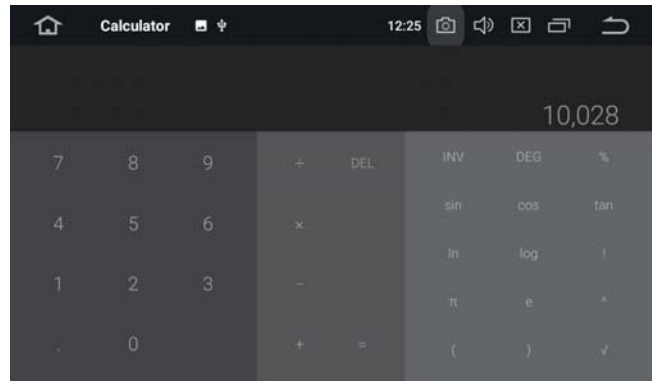 Calculator 12:25
10,028
7 8 9 ÷ DEL INV DEG %
4 5 6 × sin cos tan
ln log !
1 2 3 − π e ^
. 0 + = ( ) √